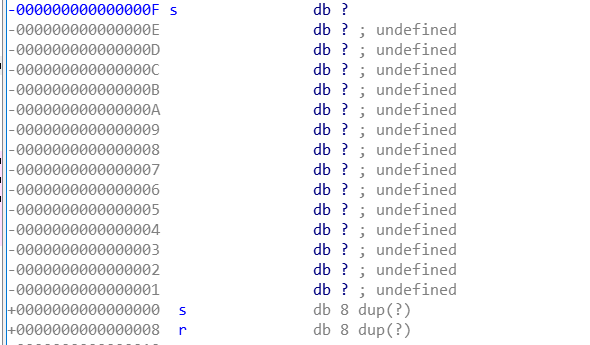 -000000000000000F s db ?
-000000000000000E db ? ; undefined
-000000000000000D db ? ; undefined
-000000000000000C db ? ; undefined
-000000000000000B db ? ; undefined
-000000000000000A db ? ; undefined
-0000000000000009 db ? ; undefined
-0000000000000008 db ? ; undefined
-0000000000000007 db ? ; undefined
-0000000000000006 db ? ; undefined
-0000000000000005 db ? ; undefined
-0000000000000004 db ? ; undefined
-0000000000000003 db ? ; undefined
-0000000000000002 db ? ; undefined
-0000000000000001 db ? ; undefined
+0000000000000000 s db 8 dup(?)
+0000000000000008 r db 8 dup(?)